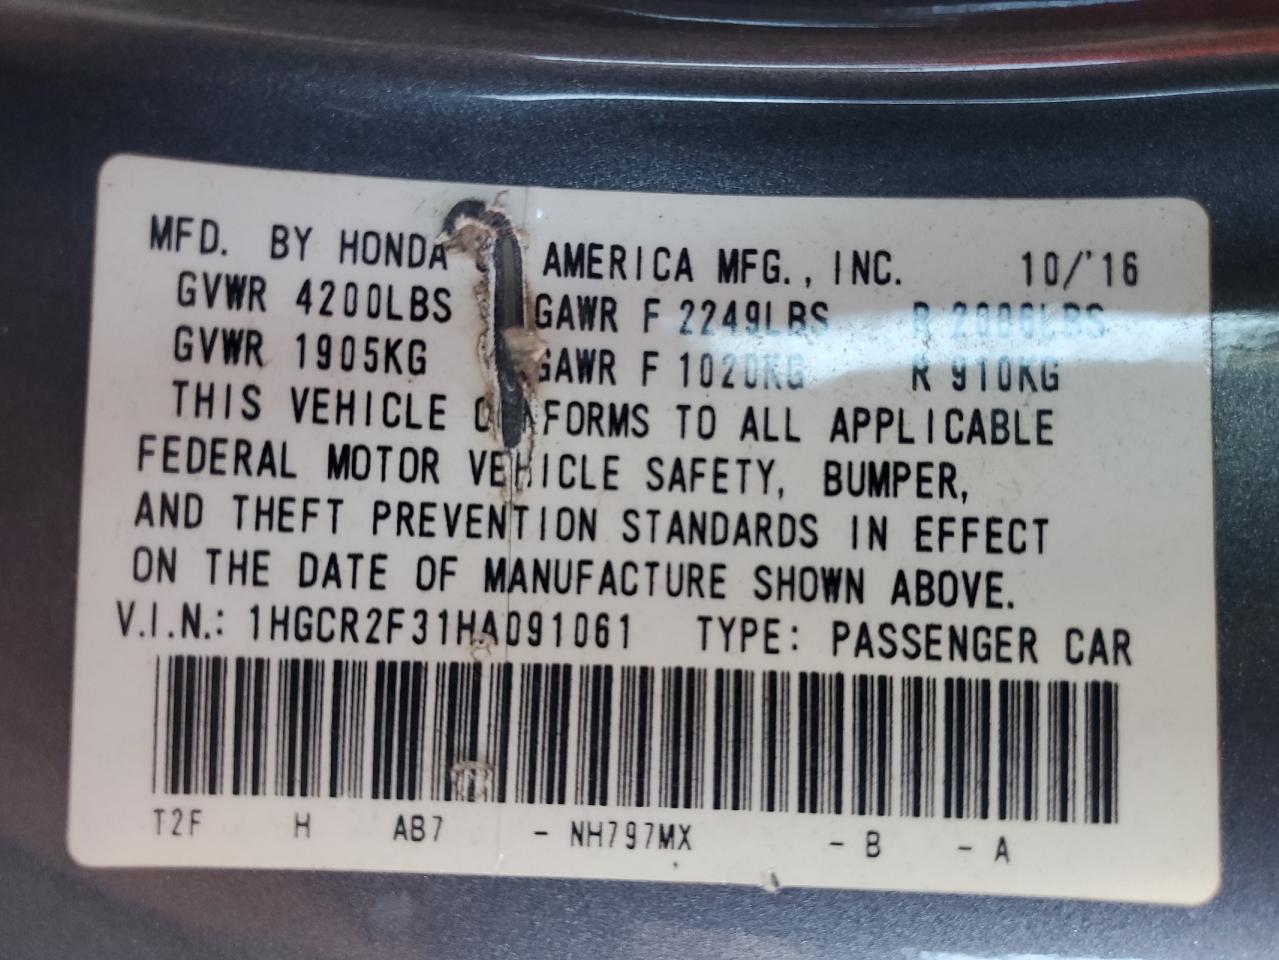 MFD. BY HONDA AMERICA MFG., INC. 10/'16
GVWR 4200LBS GAWR F 2249LBS R 2006LBS
GVWR 1905KG GAWR F 1020KG R 910KG
THIS VEHICLE TO ALL APPLICABLE
FEDERAL MOTOR VEHICLE SAFETY, BUMPER,
AND THEFT PREVENTION STANDARDS IN EFFECT
ON THE DATE OF MANUFACTURE SHOWN ABOVE.
V.I.N.: 1HGCR2F31HA091061 TYPE: PASSENGER CAR
T2F H AB7 - NH797MX - B - A